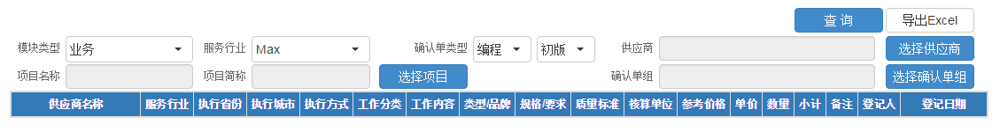 查 询 导出Excel
模块类型 业务 服务行业 Max 确认单类型 编程 初版 供应商 选择供应商
项目名称 项目简称 选择项目 确认单组 选择确认单组
供应商名称 服务行业 执行省份 执行城市 执行方式 工作分类 工作内容 类型/品牌 规格/要求 质量标准 核算单位 参考价格 单价 数量 小计 备注 登记人 登记日期